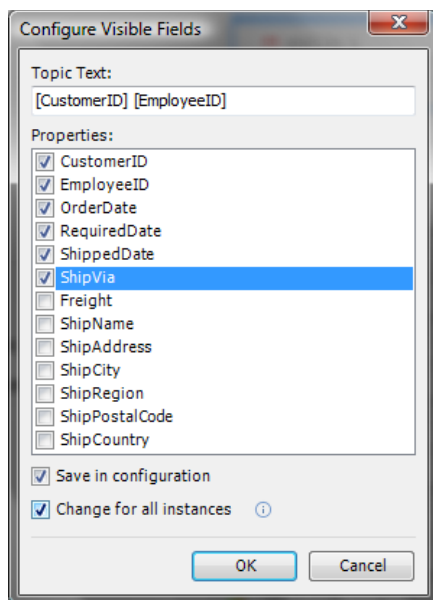 Configure Visible Fields
Topic Text:
[CustomerID] [EmployeeID]
Properties:
CustomerID
EmployeeID
OrderDate
RequiredDate
ShippedDate
ShipVia
Freight
ShipName
ShipAddress
ShipCity
ShipRegion
ShipPostalCode
ShipCountry
Save in configuration
Change for all instances
OK Cancel